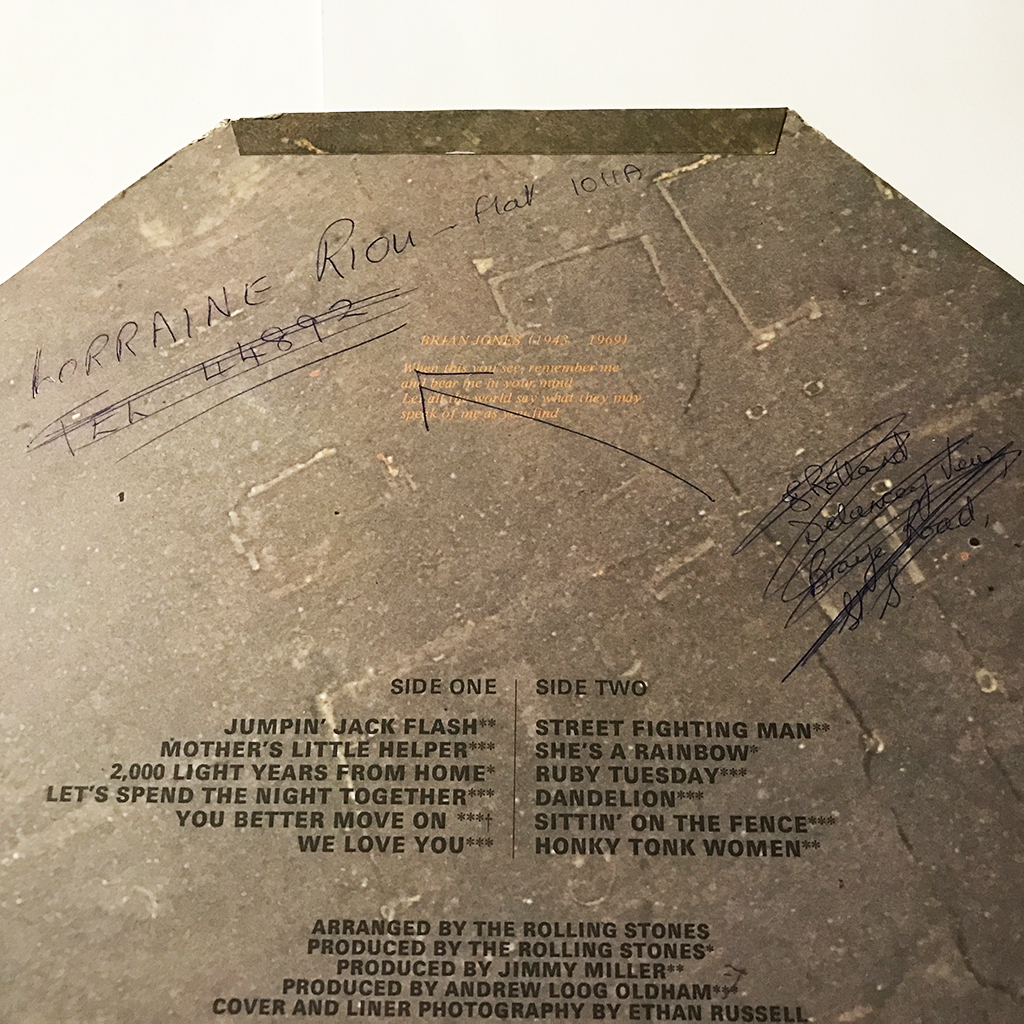 LORRAINE RIOU - flat 1011A
TEL. 44892
BRIAN JONES (1943 1969)
When this you see, remember me
and bear me in your mind
Let all the world say what they may
speak of me as you find
Delancey View,
Braye Road,
SIDE ONE
JUMPIN' JACK FLASH**
MOTHER'S LITTLE HELPER***
2,000 LIGHT YEARS FROM HOME*
LET'S SPEND THE NIGHT TOGETHER***
YOU BETTER MOVE ON ***†
WE LOVE YOU***
SIDE TWO
STREET FIGHTING MAN**
SHE'S A RAINBOW*
RUBY TUESDAY***
DANDELION***
SITTIN' ON THE FENCE***
HONKY TONK WOMEN**
ARRANGED BY THE ROLLING STONES
PRODUCED BY THE ROLLING STONES*
PRODUCED BY JIMMY MILLER**
PRODUCED BY ANDREW LOOG OLDHAM***
COVER AND LINER PHOTOGRAPHY BY ETHAN RUSSELL